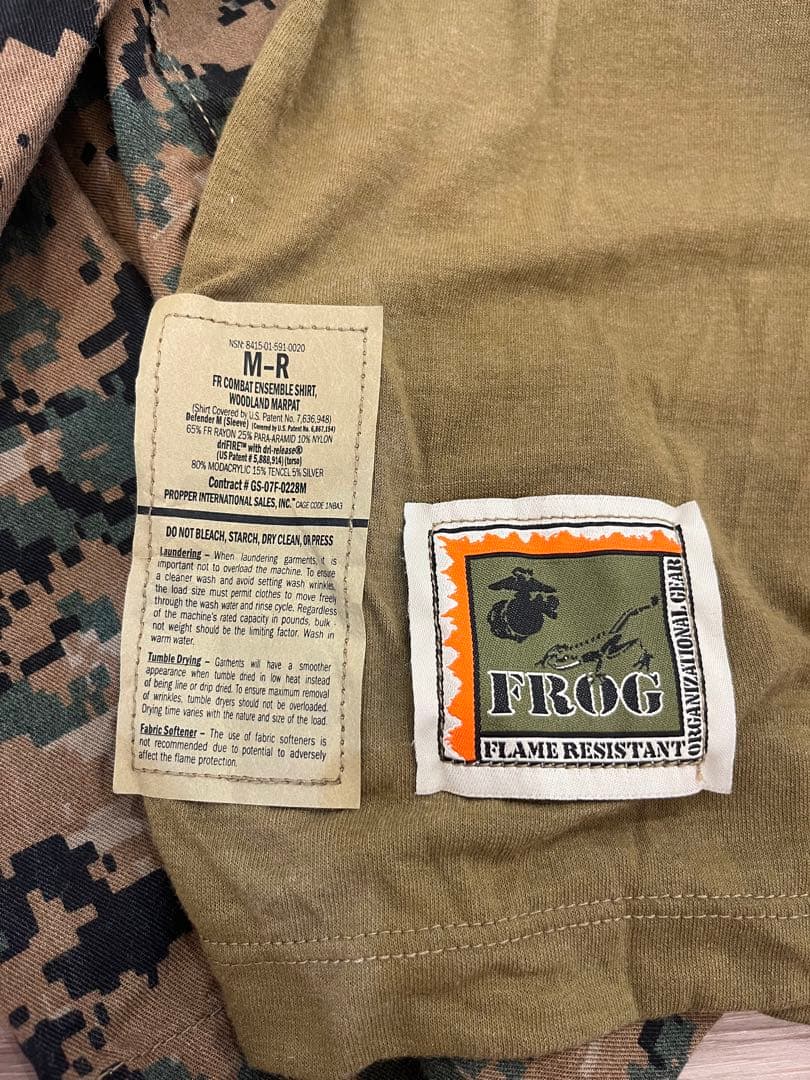 NSN: 8415-01-591-0020
M-R
FR COMBAT ENSEMBLE SHIRT,
WOODLAND MARPAT
(Shirt Covered by U.S. Patent No. 7,636,948)
Defender M (Sleeve) (Covered by U.S. Patent No. 6,867,154)
65% FR RAYON 25% PARA-ARAMID 10% NYLON
driFIRE™ with dri-release®
(US Patent # 5,888,914) (torso)
80% MODACRYLIC 15% TENCEL 5% SILVER
Contract # GS-07F-0228M
PROPPER INTERNATIONAL SALES, INC.™ CAGE CODE 1NBA3
DO NOT BLEACH, STARCH, DRY CLEAN, OR PRESS
Laundering – When laundering garments, it is
important not to overload the machine. To ensure
a cleaner wash and avoid setting wrinkles,
the load size must permit clothes to move freely
through the wash water and rinse cycle. Regardless
of the machine's rated capacity in pounds, bulk -
not weight should be the limiting factor. Wash in
warm water.
Tumble Drying – Garments will have a smoother
appearance when tumble dried in low heat instead
of being line or drip dried. To ensure maximum removal
of wrinkles, tumble dryers should not be overloaded.
Drying time varies with the nature and size of the load.
Fabric Softener – The use of fabric softeners is
not recommended due to potential to adversely
affect the flame protection.
FROG
FLAME RESISTANT
ORGANIZATIONAL GEAR